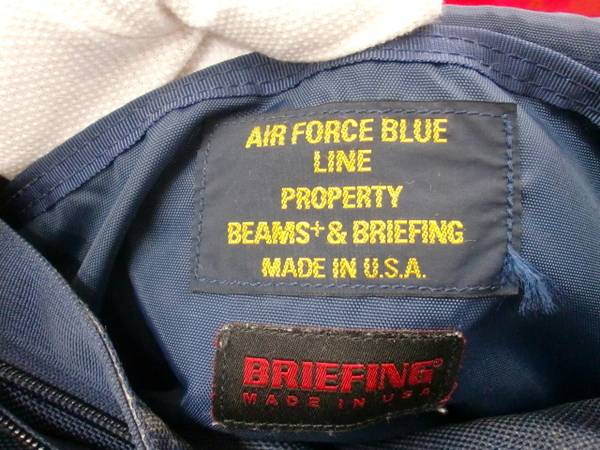 AIR FORCE BLUE
LINE
PROPERTY
BEAMS+ & BRIEFING
MADE IN U.S.A.
BRIEFING®
MADE IN USA